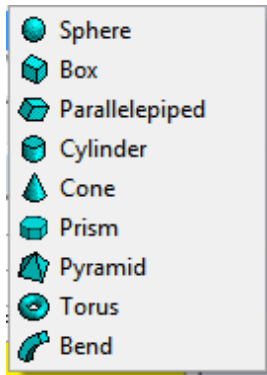 Sphere
Box
Parallelepiped
Cylinder
Cone
Prism
Pyramid
Torus
Bend